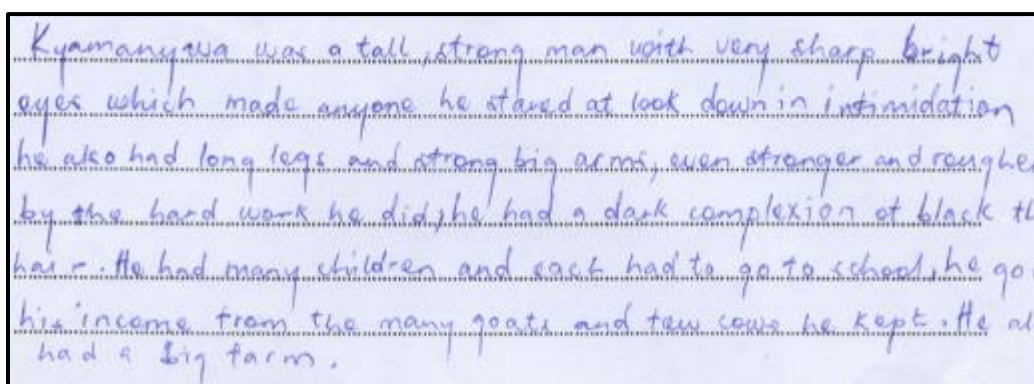 Kyamanywa was a tall, strong man with very sharp bright
eyes which made anyone he stared at look down in intimidation
he also had long legs and strong big arms, even stronger and rougher
by the hard work he did, he had a dark complexion of black
hair. He had many children and each had to go to school, he go
his income from the many goats and few cows he kept. He al
had a big farm.